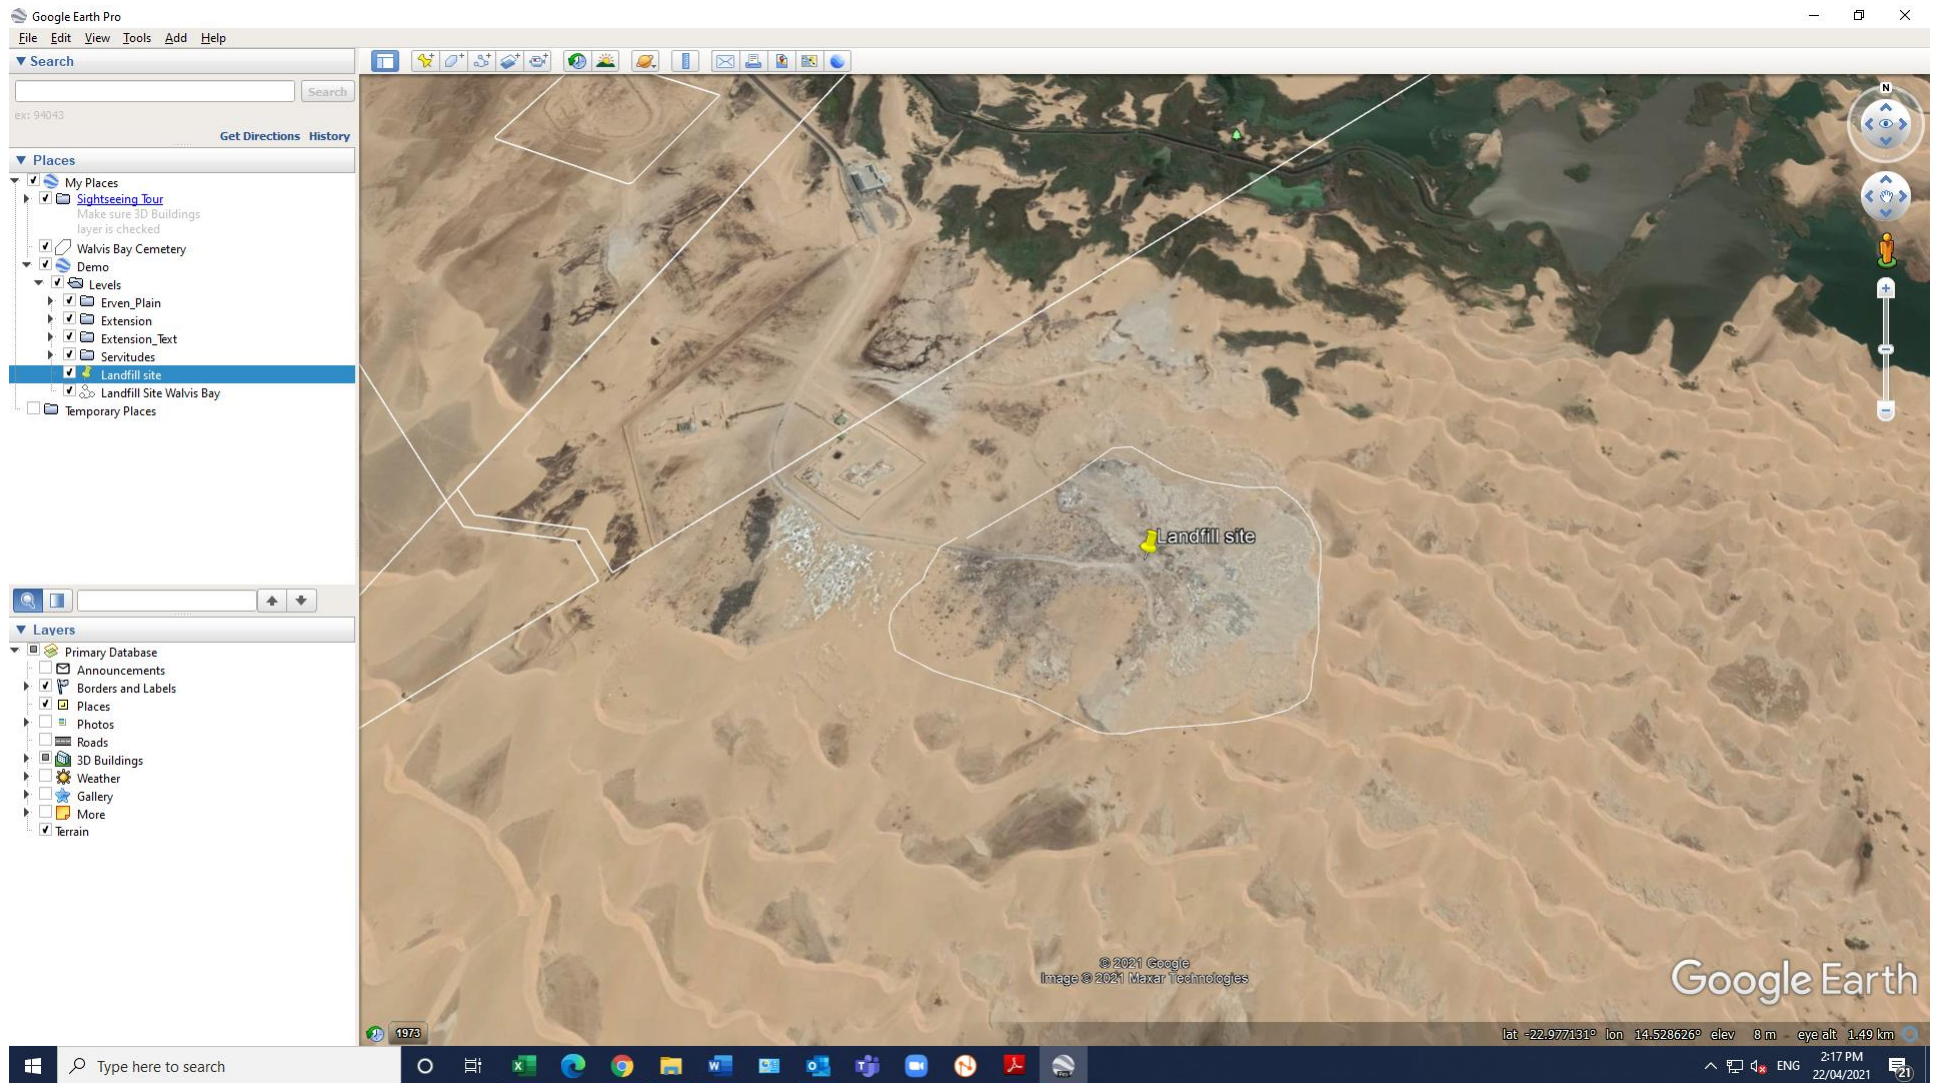 Google Earth Pro
File Edit View Tools Add Help
Search
Search
ex: 94043
Get Directions History
Places
My Places
Sightseeing Tour
Make sure 3D Buildings
layer is checked
Walvis Bay Cemetery
Demo
Levels
Erven_Plain
Extension
Extension_Text
Servitudes
Landfill site
Landfill Site Walvis Bay
Temporary Places
Layers
Primary Database
Announcements
Borders and Labels
Places
Photos
Roads
3D Buildings
Weather
Gallery
More
Terrain
N
Landfill site
© 2021 Google
Image © 2021 Maxar Technologies
Google Earth
1973
lat -22.977131° lon 14.528626° elev 8 m eye alt 1.49 km
Type here to search
ENG
2:17 PM
22/04/2021
21